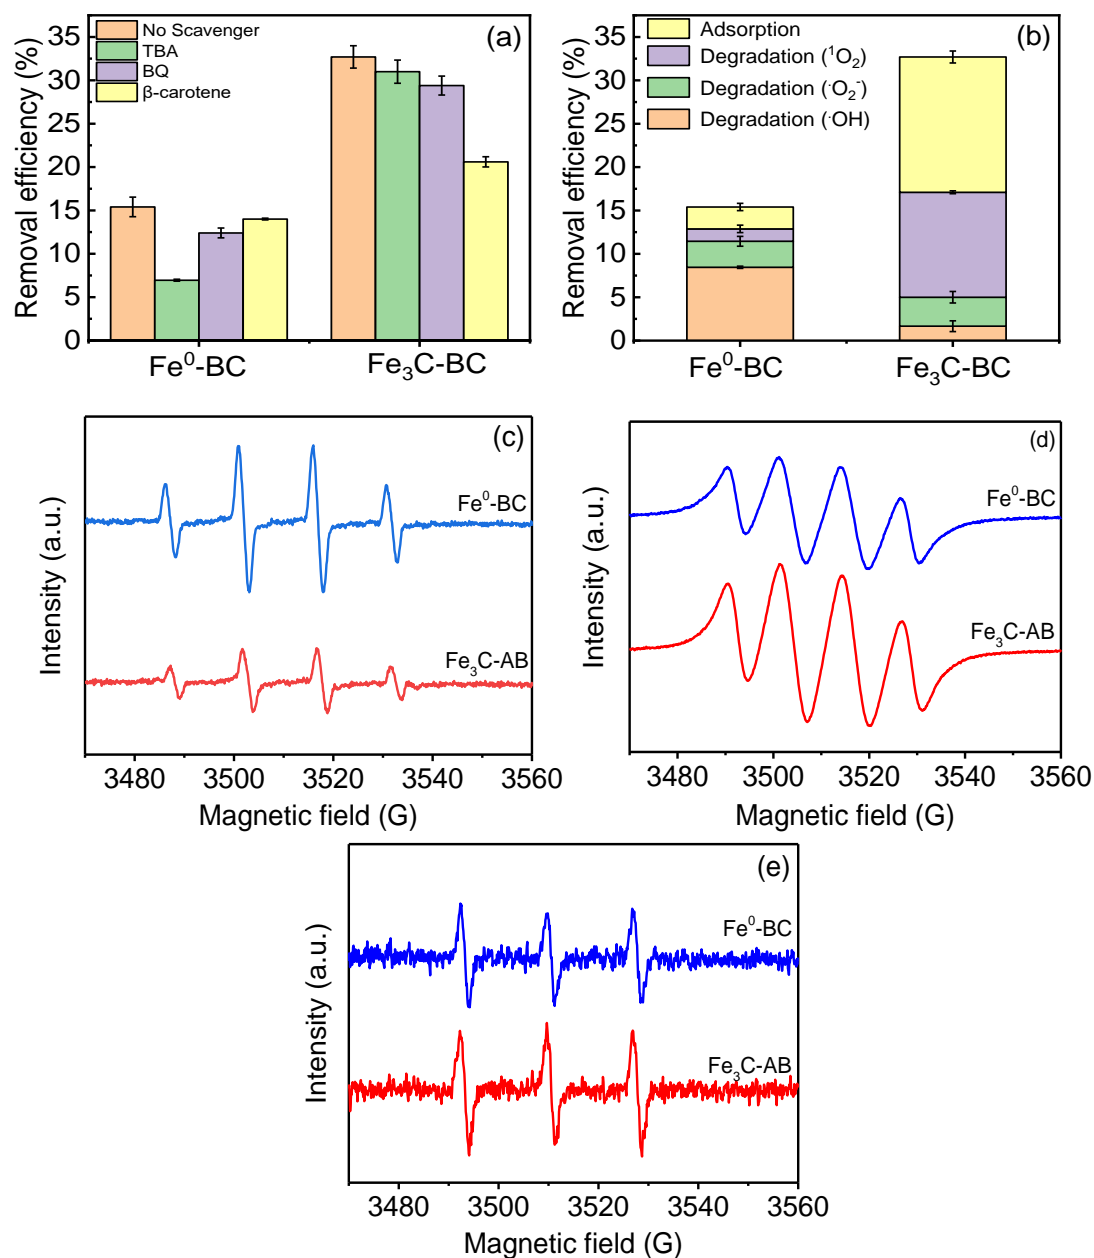 (a)
No Scavenger
TBA
BQ
β-carotene
Removal efficiency (%)
35
30
25
20
15
10
5
0
Fe⁰-BC
Fe₃C-BC
(b)
Adsorption
Degradation (¹O₂)
Degradation (·O₂⁻)
Degradation (·OH)
Removal efficiency (%)
35
30
25
20
15
10
5
0
Fe⁰-BC
Fe₃C-BC
(c)
Fe⁰-BC
Fe₃C-AB
Intensity (a.u.)
3480 3500 3520 3540 3560
Magnetic field (G)
(d)
Fe⁰-BC
Fe₃C-AB
Intensity (a.u.)
3480 3500 3520 3540 3560
Magnetic field (G)
(e)
Fe⁰-BC
Fe₃C-AB
Intensity (a.u.)
3480 3500 3520 3540 3560
Magnetic field (G)